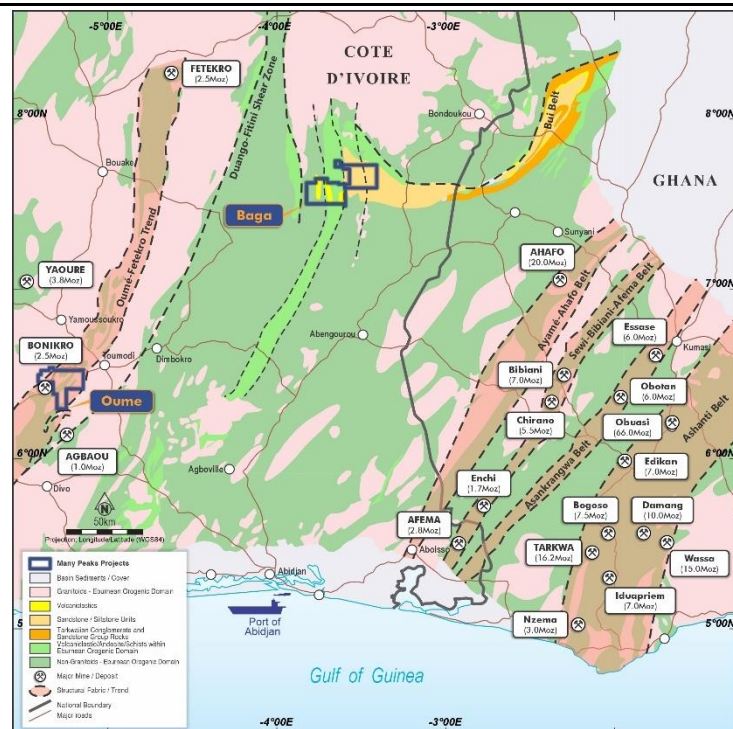 -5°00E
-4°00E
-3°00E
FETEKRO
(2.5Moz)
COTE
D'IVOIRE
Bondoukou
Bui Belt
8°00N
8°00N
Duango-Fitini Shear Zone
Bouake
GHANA
Baga
Oumé-Fetekro Trend
Sunyani
AHAFO
(20.0Moz)
YAOURE
(3.8Moz)
7°00N
Yamoussoukro
Ayamé-Ahafo Belt
Sewi-Bibiani-Afema Belt
Essase
(6.0Moz)
Kumasi
BONIKRO
(2.5Moz)
Toumodi
Dimbokro
Abengourou
Bibiani
(7.0Moz)
Obotan
(6.0Moz)
Oume
Chirano
(5.5Moz)
Obuasi
(66.0Moz)
Ashanti Belt
AGBAOU
(1.0Moz)
6°00N
6°00N
Agboville
Asankrangwa Belt
Edikan
(7.0Moz)
Divo
Enchi
(1.7Moz)
N
50km
Projection: Longitude/Latitude (WGS84)
AFEMA
(2.8Moz)
Aboisso
Bogoso
(7.5Moz)
Damang
(10.0Moz)
TARKWA
(16.2Moz)
Wassa
(15.0Moz)
Abidjan
Iduapriem
(7.0Moz)
Port of
Abidjan
Nzema
(3.0Moz)
5°00N
Many Peaks Projects
Basin Sediments / Cover
Granitoids - Eburnean Orogenic Domain
Volcaniclastics
Sandstone / Siltstone Units
Tarkwaian Conglomerate and
Sandstone Group Rocks
Volcaniclastic/Andesite/Schists within
Eburnean Orogenic Domain
Non-Granitoids - Eburnean Orogenic Domain
Major Mine / Deposit
Structural Fabric / Trend
National Boundary
Major roads
Gulf of Guinea
-4°00E
-3°00E